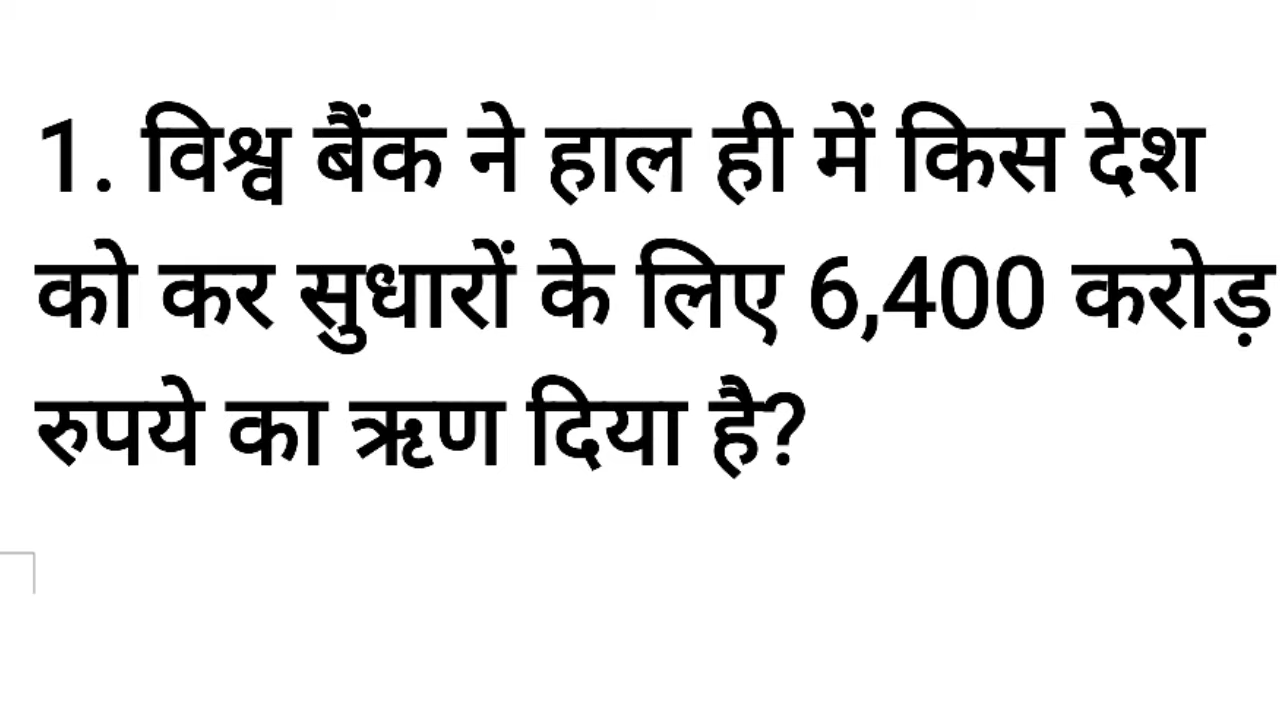 1. विश्व बैंक ने हाल ही में किस देश
को कर सुधारों के लिए 6,400 करोड़
रुपये का ऋण दिया है?